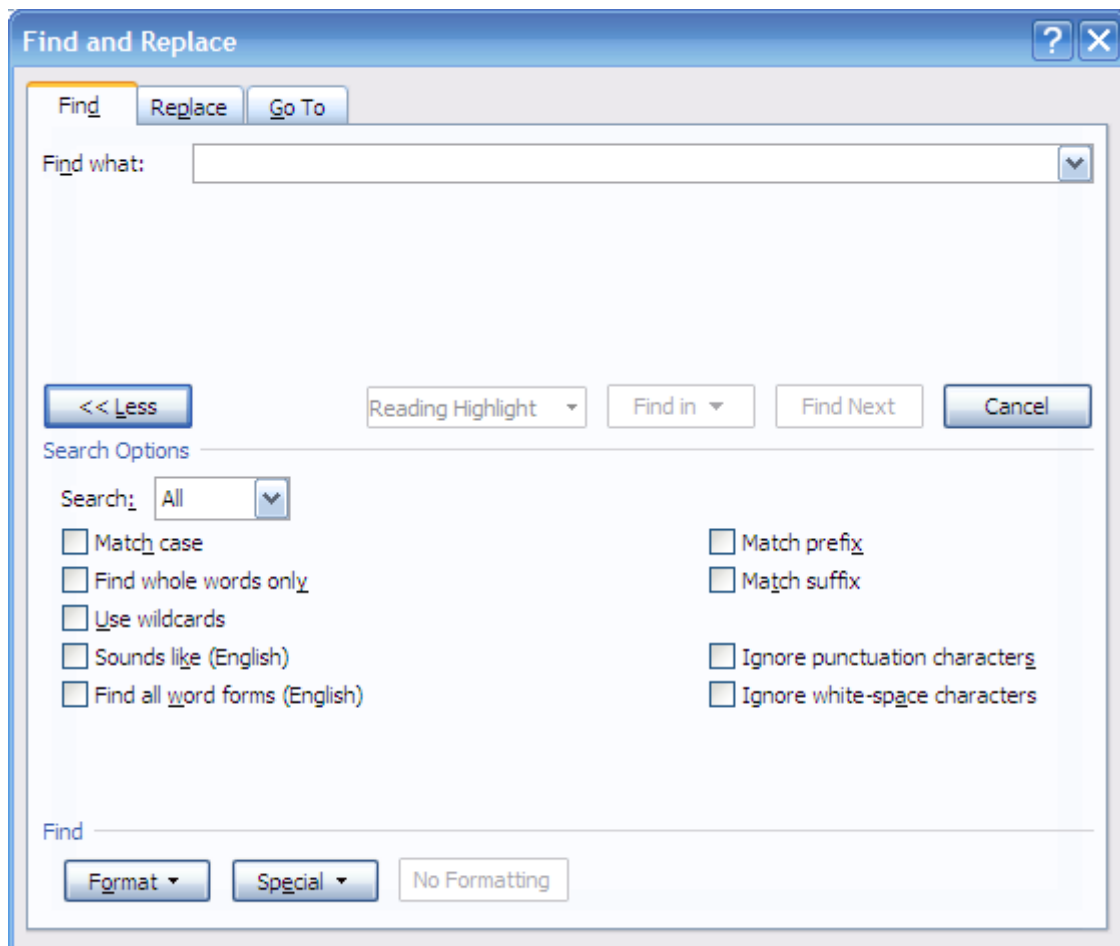 Find and Replace
Find Replace Go To
Find what:
<< Less Reading Highlight Find in Find Next Cancel
Search Options
Search: All
Match case Match prefix
Find whole words only Match suffix
Use wildcards
Sounds like (English) Ignore punctuation characters
Find all word forms (English) Ignore white-space characters
Find
Format Special No Formatting